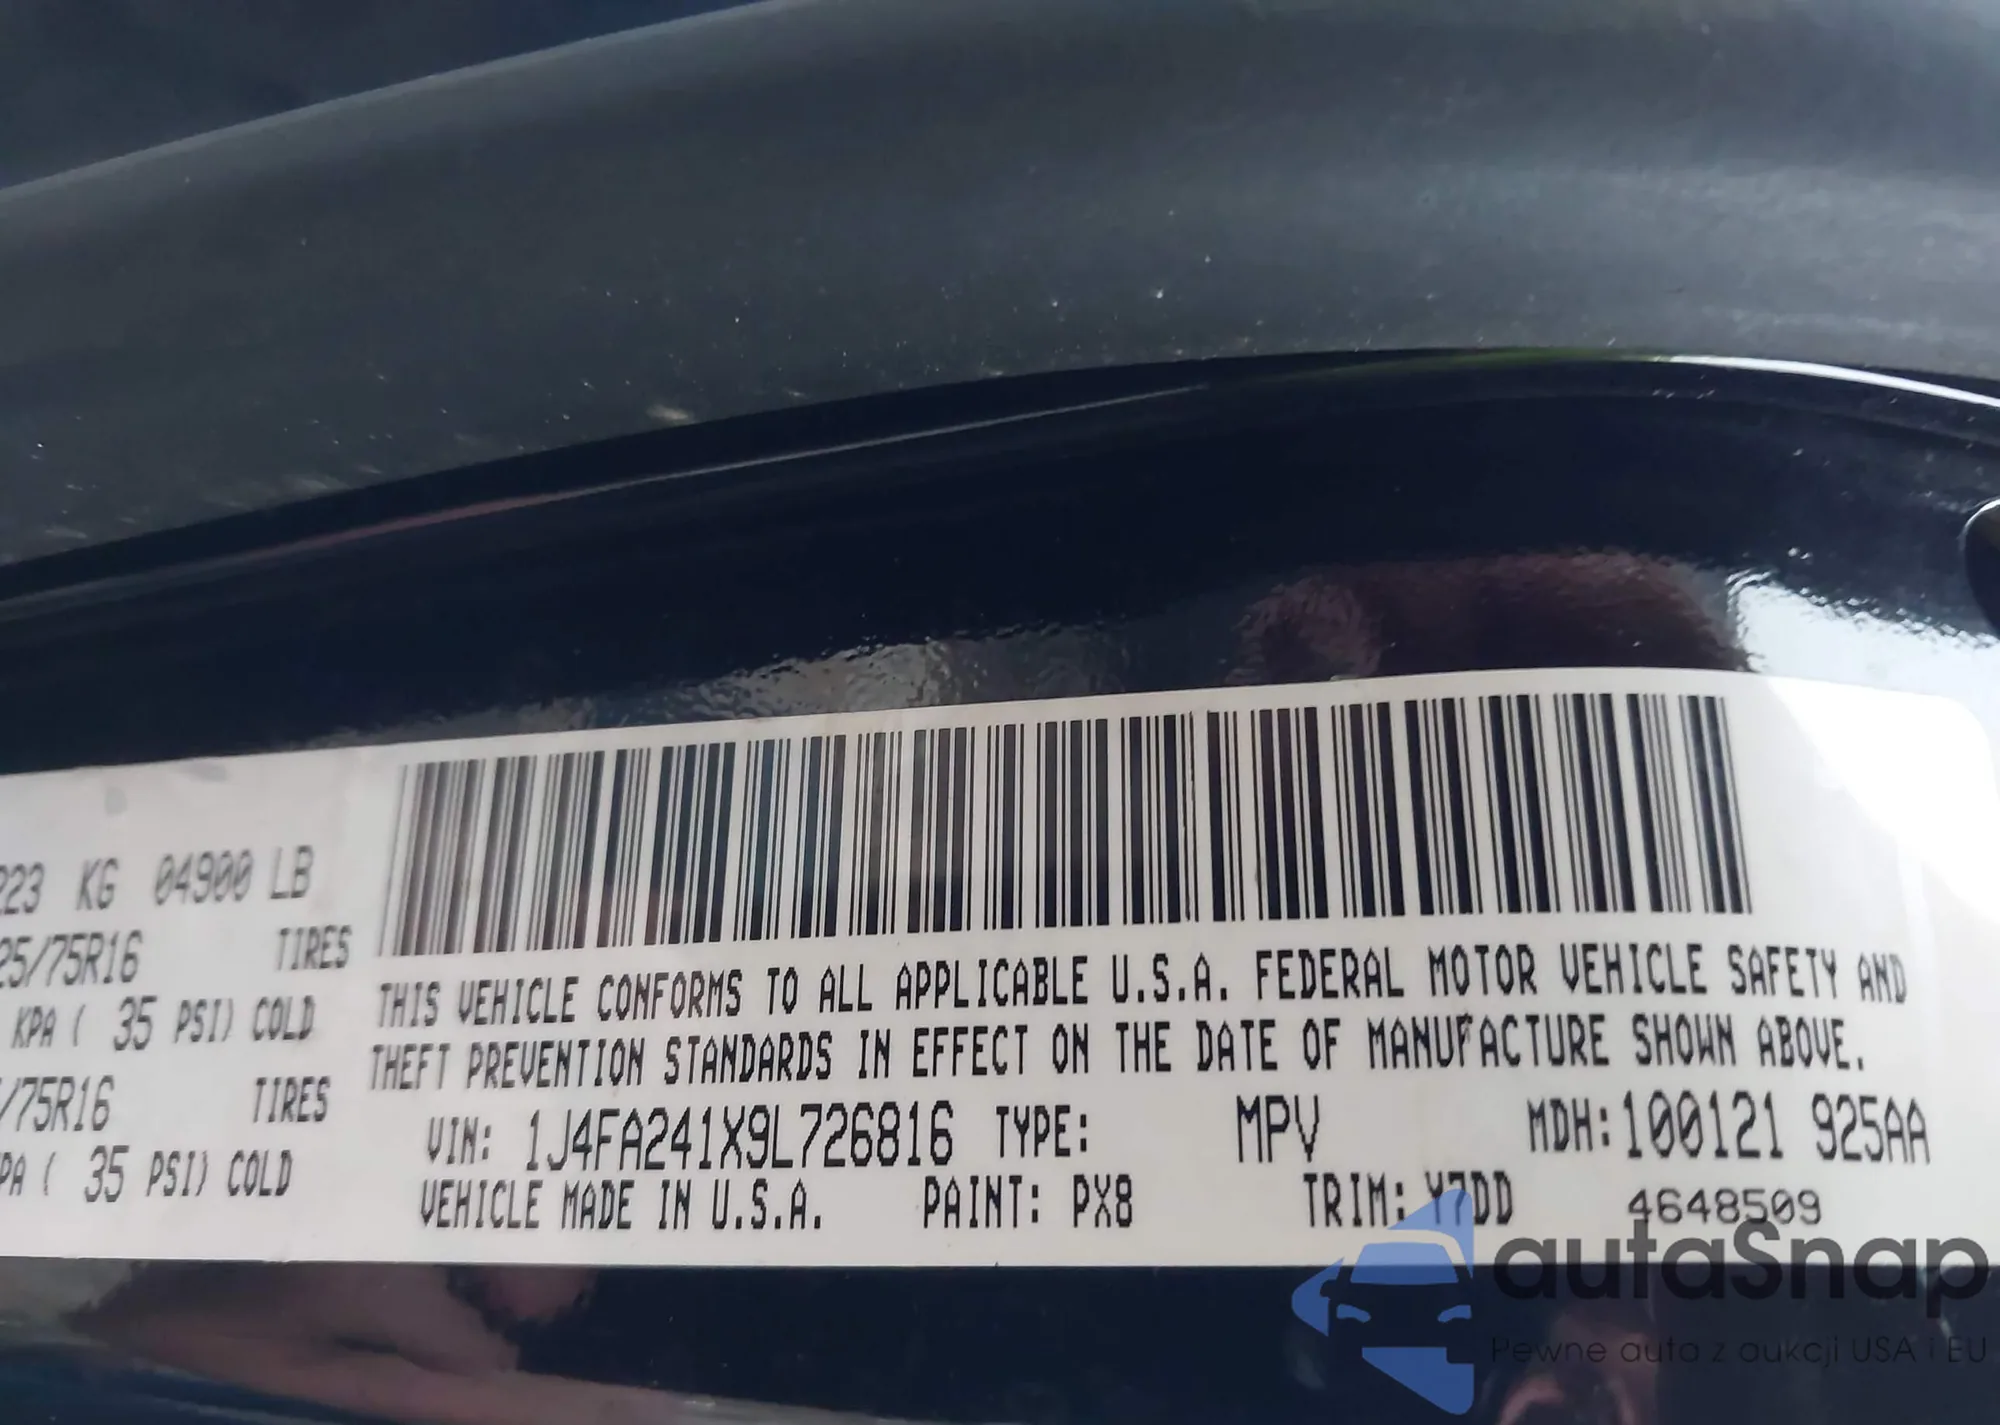 223 KG 04900 LB
25/75R16 TIRES
KPA ( 35 PSI) COLD
/75R16 TIRES
PA ( 35 PSI) COLD
THIS VEHICLE CONFORMS TO ALL APPLICABLE U.S.A. FEDERAL MOTOR VEHICLE SAFETY AND
THEFT PREVENTION STANDARDS IN EFFECT ON THE DATE OF MANUFACTURE SHOWN ABOVE.
VIN: 1J4FA241X9L726816 TYPE: MPV MDH: 100121 925AA
VEHICLE MADE IN U.S.A. PAINT: PX8 TRIM: Y7DD 4648509
autaSnap
Pewne auta z aukcji USA i EU